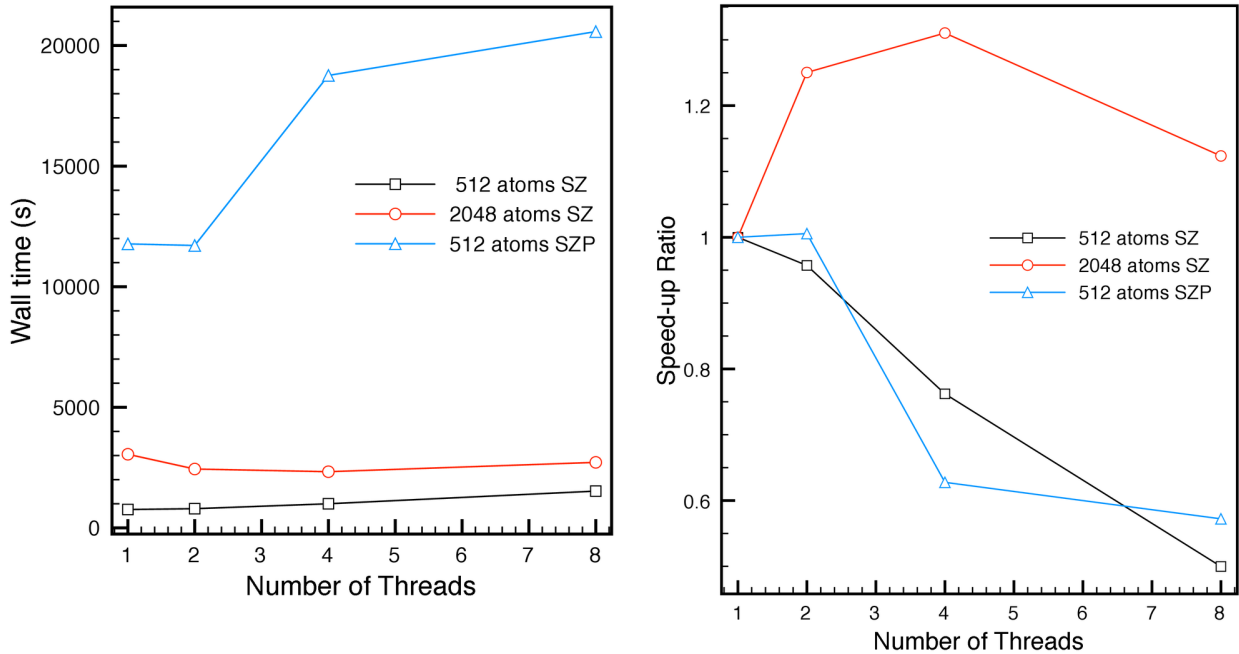 20000
15000
10000
5000
0
Wall time (s)
512 atoms SZ
2048 atoms SZ
512 atoms SZP
1 2 3 4 5 6 7 8
Number of Threads
1.2
1
0.8
0.6
Speed-up Ratio
512 atoms SZ
2048 atoms SZ
512 atoms SZP
1 2 3 4 5 6 7 8
Number of Threads